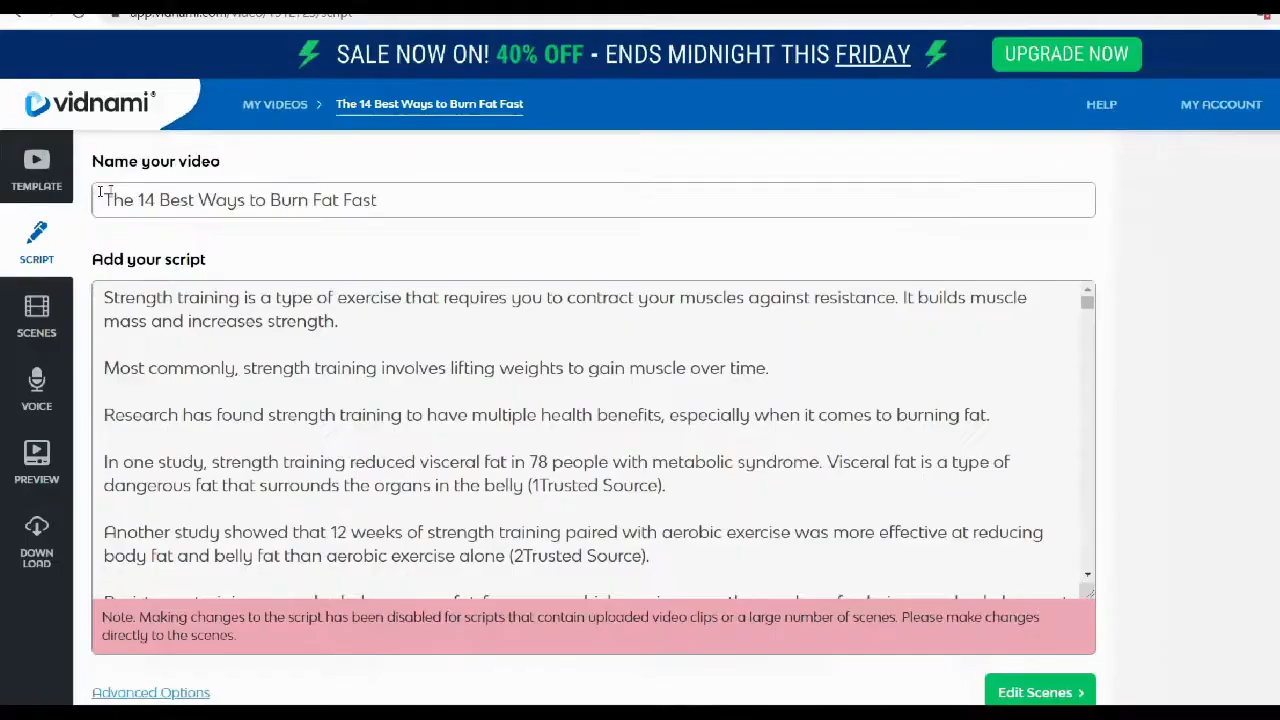 SALE NOW ON! 40% OFF - ENDS MIDNIGHT THIS FRIDAY
UPGRADE NOW
vidnami®
MY VIDEOS > The 14 Best Ways to Burn Fat Fast
HELP
MY ACCOUNT
TEMPLATE
SCRIPT
SCENES
VOICE
PREVIEW
DOWN
LOAD
Name your video
The 14 Best Ways to Burn Fat Fast
Add your script
Strength training is a type of exercise that requires you to contract your muscles against resistance. It builds muscle
mass and increases strength.
Most commonly, strength training involves lifting weights to gain muscle over time.
Research has found strength training to have multiple health benefits, especially when it comes to burning fat.
In one study, strength training reduced visceral fat in 78 people with metabolic syndrome. Visceral fat is a type of
dangerous fat that surrounds the organs in the belly (1Trusted Source).
Another study showed that 12 weeks of strength training paired with aerobic exercise was more effective at reducing
body fat and belly fat than aerobic exercise alone (2Trusted Source).
Note. Making changes to the script has been disabled for scripts that contain uploaded video clips or a large number of scenes. Please make changes
directly to the scenes.
Advanced Options
Edit Scenes >